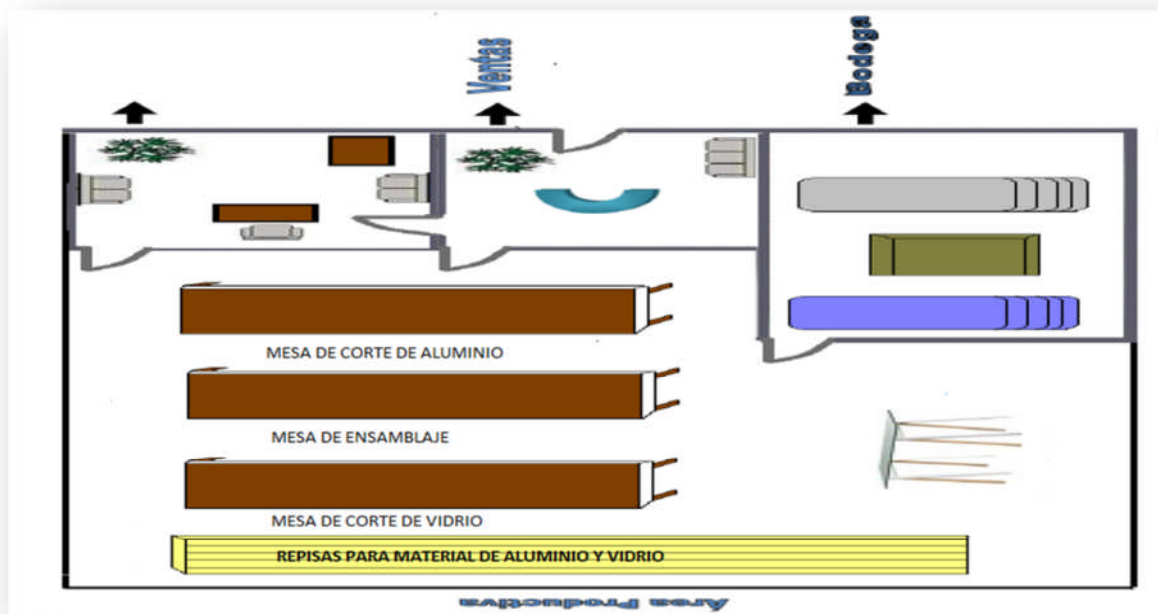 Ventas
Bodega
MESA DE CORTE DE ALUMINIO
MESA DE ENSAMBLAJE
MESA DE CORTE DE VIDRIO
REPISAS PARA MATERIAL DE ALUMINIO Y VIDRIO
Área Productiva